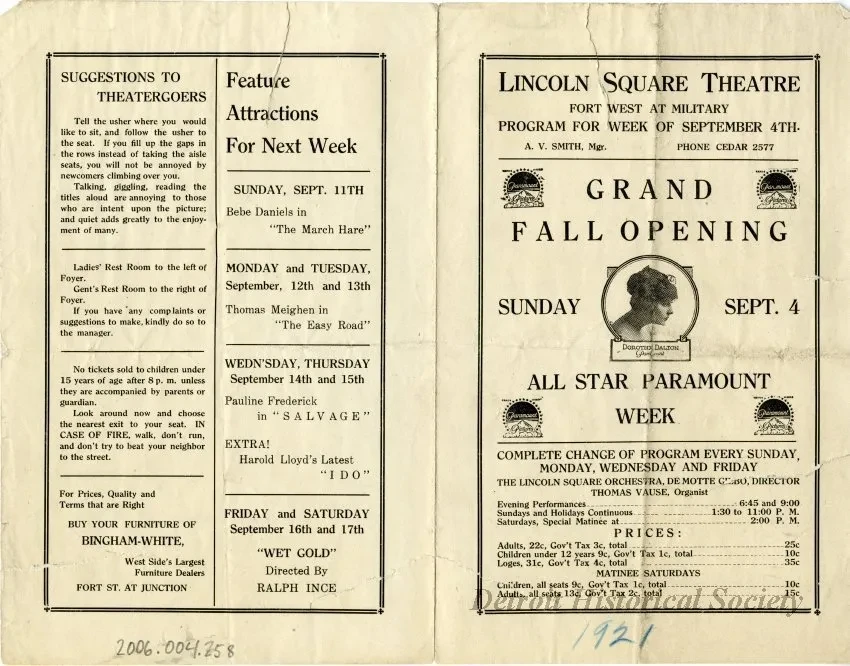 SUGGESTIONS TO
THEATERGOERS
Tell the usher where you would
like to sit, and follow the usher to
the seat. If you fill up the gaps in
the rows instead of taking the aisle
seats, you will not be annoyed by
newcomers climbing over you.
Talking, giggling, reading the
titles aloud are annoying to those
who are intent upon the picture;
and quiet adds greatly to the enjoy-
ment of many.
Ladies' Rest Room to the left of
Foyer.
Gent's Rest Room to the right of
Foyer.
If you have any complaints or
suggestions to make, kindly do so to
the manager.
No tickets sold to children under
15 years of age after 8 p. m. unless
they are accompanied by parents or
guardian.
Look around now and choose
the nearest exit to your seat. IN
CASE OF FIRE, walk, don't run,
and don't try to beat your neighbor
to the street.
For Prices, Quality and
Terms that are Right
BUY YOUR FURNITURE OF
BINGHAM-WHITE,
West Side's Largest
Furniture Dealers
FORT ST. AT JUNCTION
Feature
Attractions
For Next Week
SUNDAY, SEPT. 11TH
Bebe Daniels in
"The March Hare"
MONDAY and TUESDAY,
September, 12th and 13th
Thomas Meighen in
"The Easy Road"
WEDN'SDAY, THURSDAY
September 14th and 15th
Pauline Frederick
in "SALVAGE"
EXTRA!
Harold Lloyd's Latest
"I DO"
FRIDAY and SATURDAY
September 16th and 17th
"WET GOLD"
Directed By
RALPH INCE
2006.004.258
LINCOLN SQUARE THEATRE
FORT WEST AT MILITARY
PROGRAM FOR WEEK OF SEPTEMBER 4TH.
A. V. SMITH, Mgr. PHONE CEDAR 2577
Paramount Pictures Paramount Pictures
GRAND
FALL OPENING
SUNDAY SEPT. 4
DOROTHY DALTON
ALL STAR PARAMOUNT
WEEK
Paramount Pictures Paramount Pictures
COMPLETE CHANGE OF PROGRAM EVERY SUNDAY,
MONDAY, WEDNESDAY AND FRIDAY
THE LINCOLN SQUARE ORCHESTRA, DE MOTTE DIRECTOR
THOMAS VAUSE, Organist
Evening Performances 6:45 and 9:00
Sundays and Holidays Continuous 1:30 to 11:00 P. M.
Saturdays, Special Matinee at 2:00 P. M.
PRICES:
Adults, 22c, Gov't Tax 3c, total 25c
Children under 12 years 9c, Gov't Tax 1c, total 10c
Loges, 31c, Gov't Tax 4c, total 35c
MATINEE SATURDAYS
Children, all seats 9c, Gov't Tax 1c, total 10c
Adults, all seats 13c, Gov't Tax 2c, total 15c
Detroit Historical Society
1921